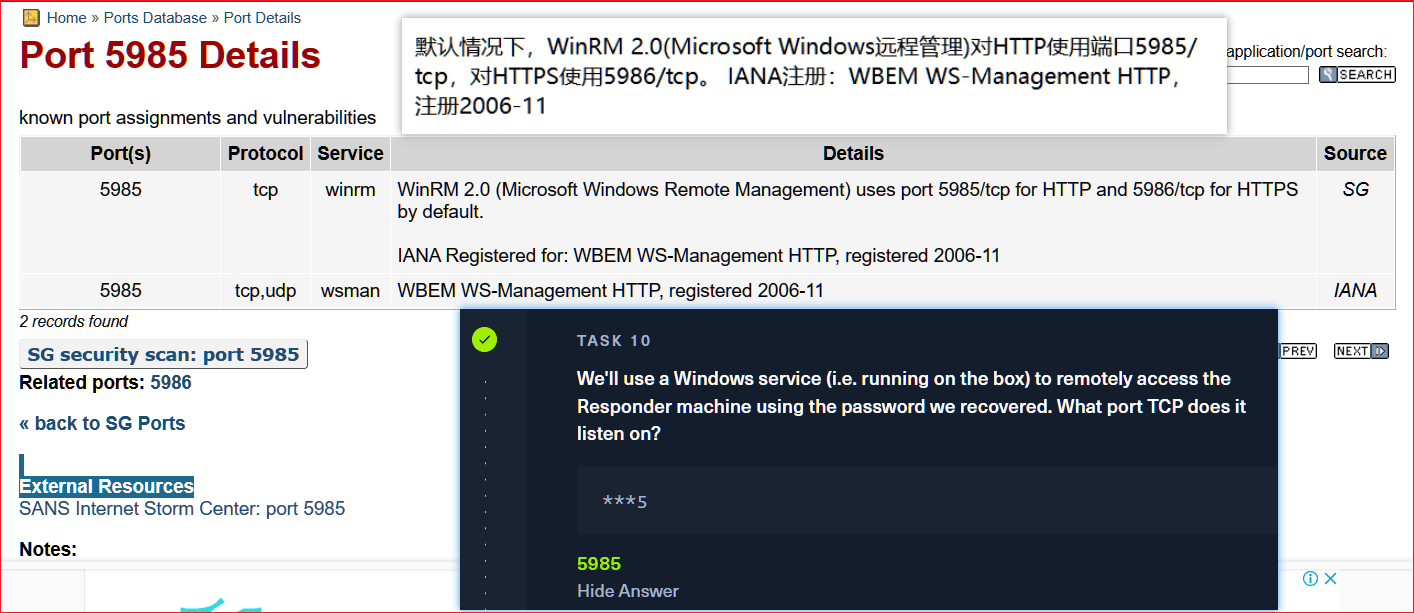 Home » Ports Database » Port Details
Port 5985 Details
默认情况下，WinRM 2.0(Microsoft Windows远程管理)对HTTP使用端口5985/
tcp，对HTTPS使用5986/tcp。 IANA注册：WBEM WS-Management HTTP，
注册2006-11
application/port search:
SEARCH
known port assignments and vulnerabilities
Port(s) Protocol Service Details Source
5985 tcp winrm WinRM 2.0 (Microsoft Windows Remote Management) uses port 5985/tcp for HTTP and 5986/tcp for HTTPS SG
by default.
IANA Registered for: WBEM WS-Management HTTP, registered 2006-11
5985 tcp,udp wsman WBEM WS-Management HTTP, registered 2006-11 IANA
2 records found
SG security scan: port 5985
PREV NEXT
Related ports: 5986
« back to SG Ports
External Resources
SANS Internet Storm Center: port 5985
Notes:
TASK 10
We'll use a Windows service (i.e. running on the box) to remotely access the
Responder machine using the password we recovered. What port TCP does it
listen on?
***5
5985
Hide Answer